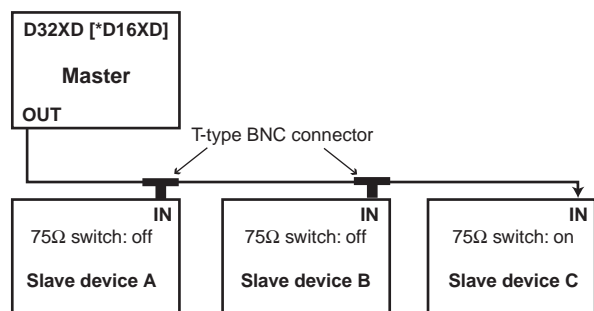 D32XD [*D16XD]
Master
OUT
T-type BNC connector
IN
75Ω switch: off
Slave device A
IN
75Ω switch: off
Slave device B
IN
75Ω switch: on
Slave device C